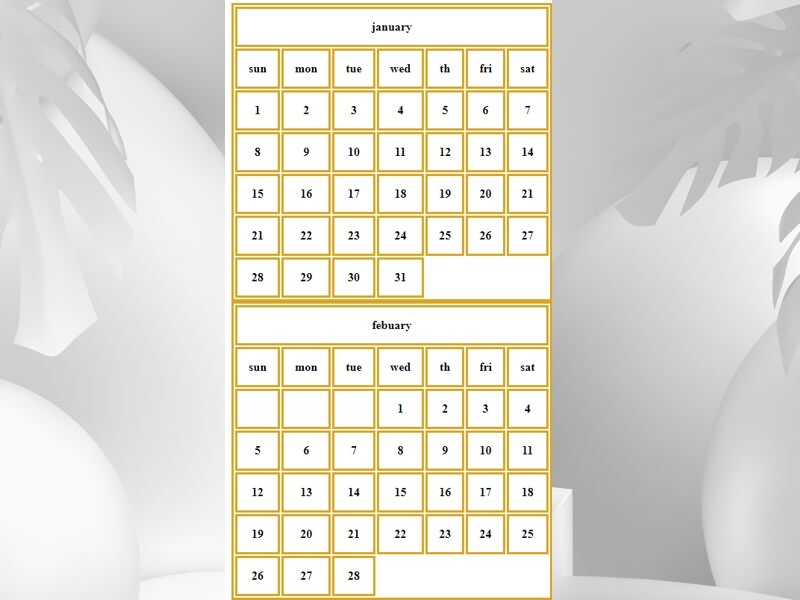 january
sun mon tue wed th fri sat
1 2 3 4 5 6 7
8 9 10 11 12 13 14
15 16 17 18 19 20 21
21 22 23 24 25 26 27
28 29 30 31
febuary
sun mon tue wed th fri sat
1 2 3 4
5 6 7 8 9 10 11
12 13 14 15 16 17 18
19 20 21 22 23 24 25
26 27 28